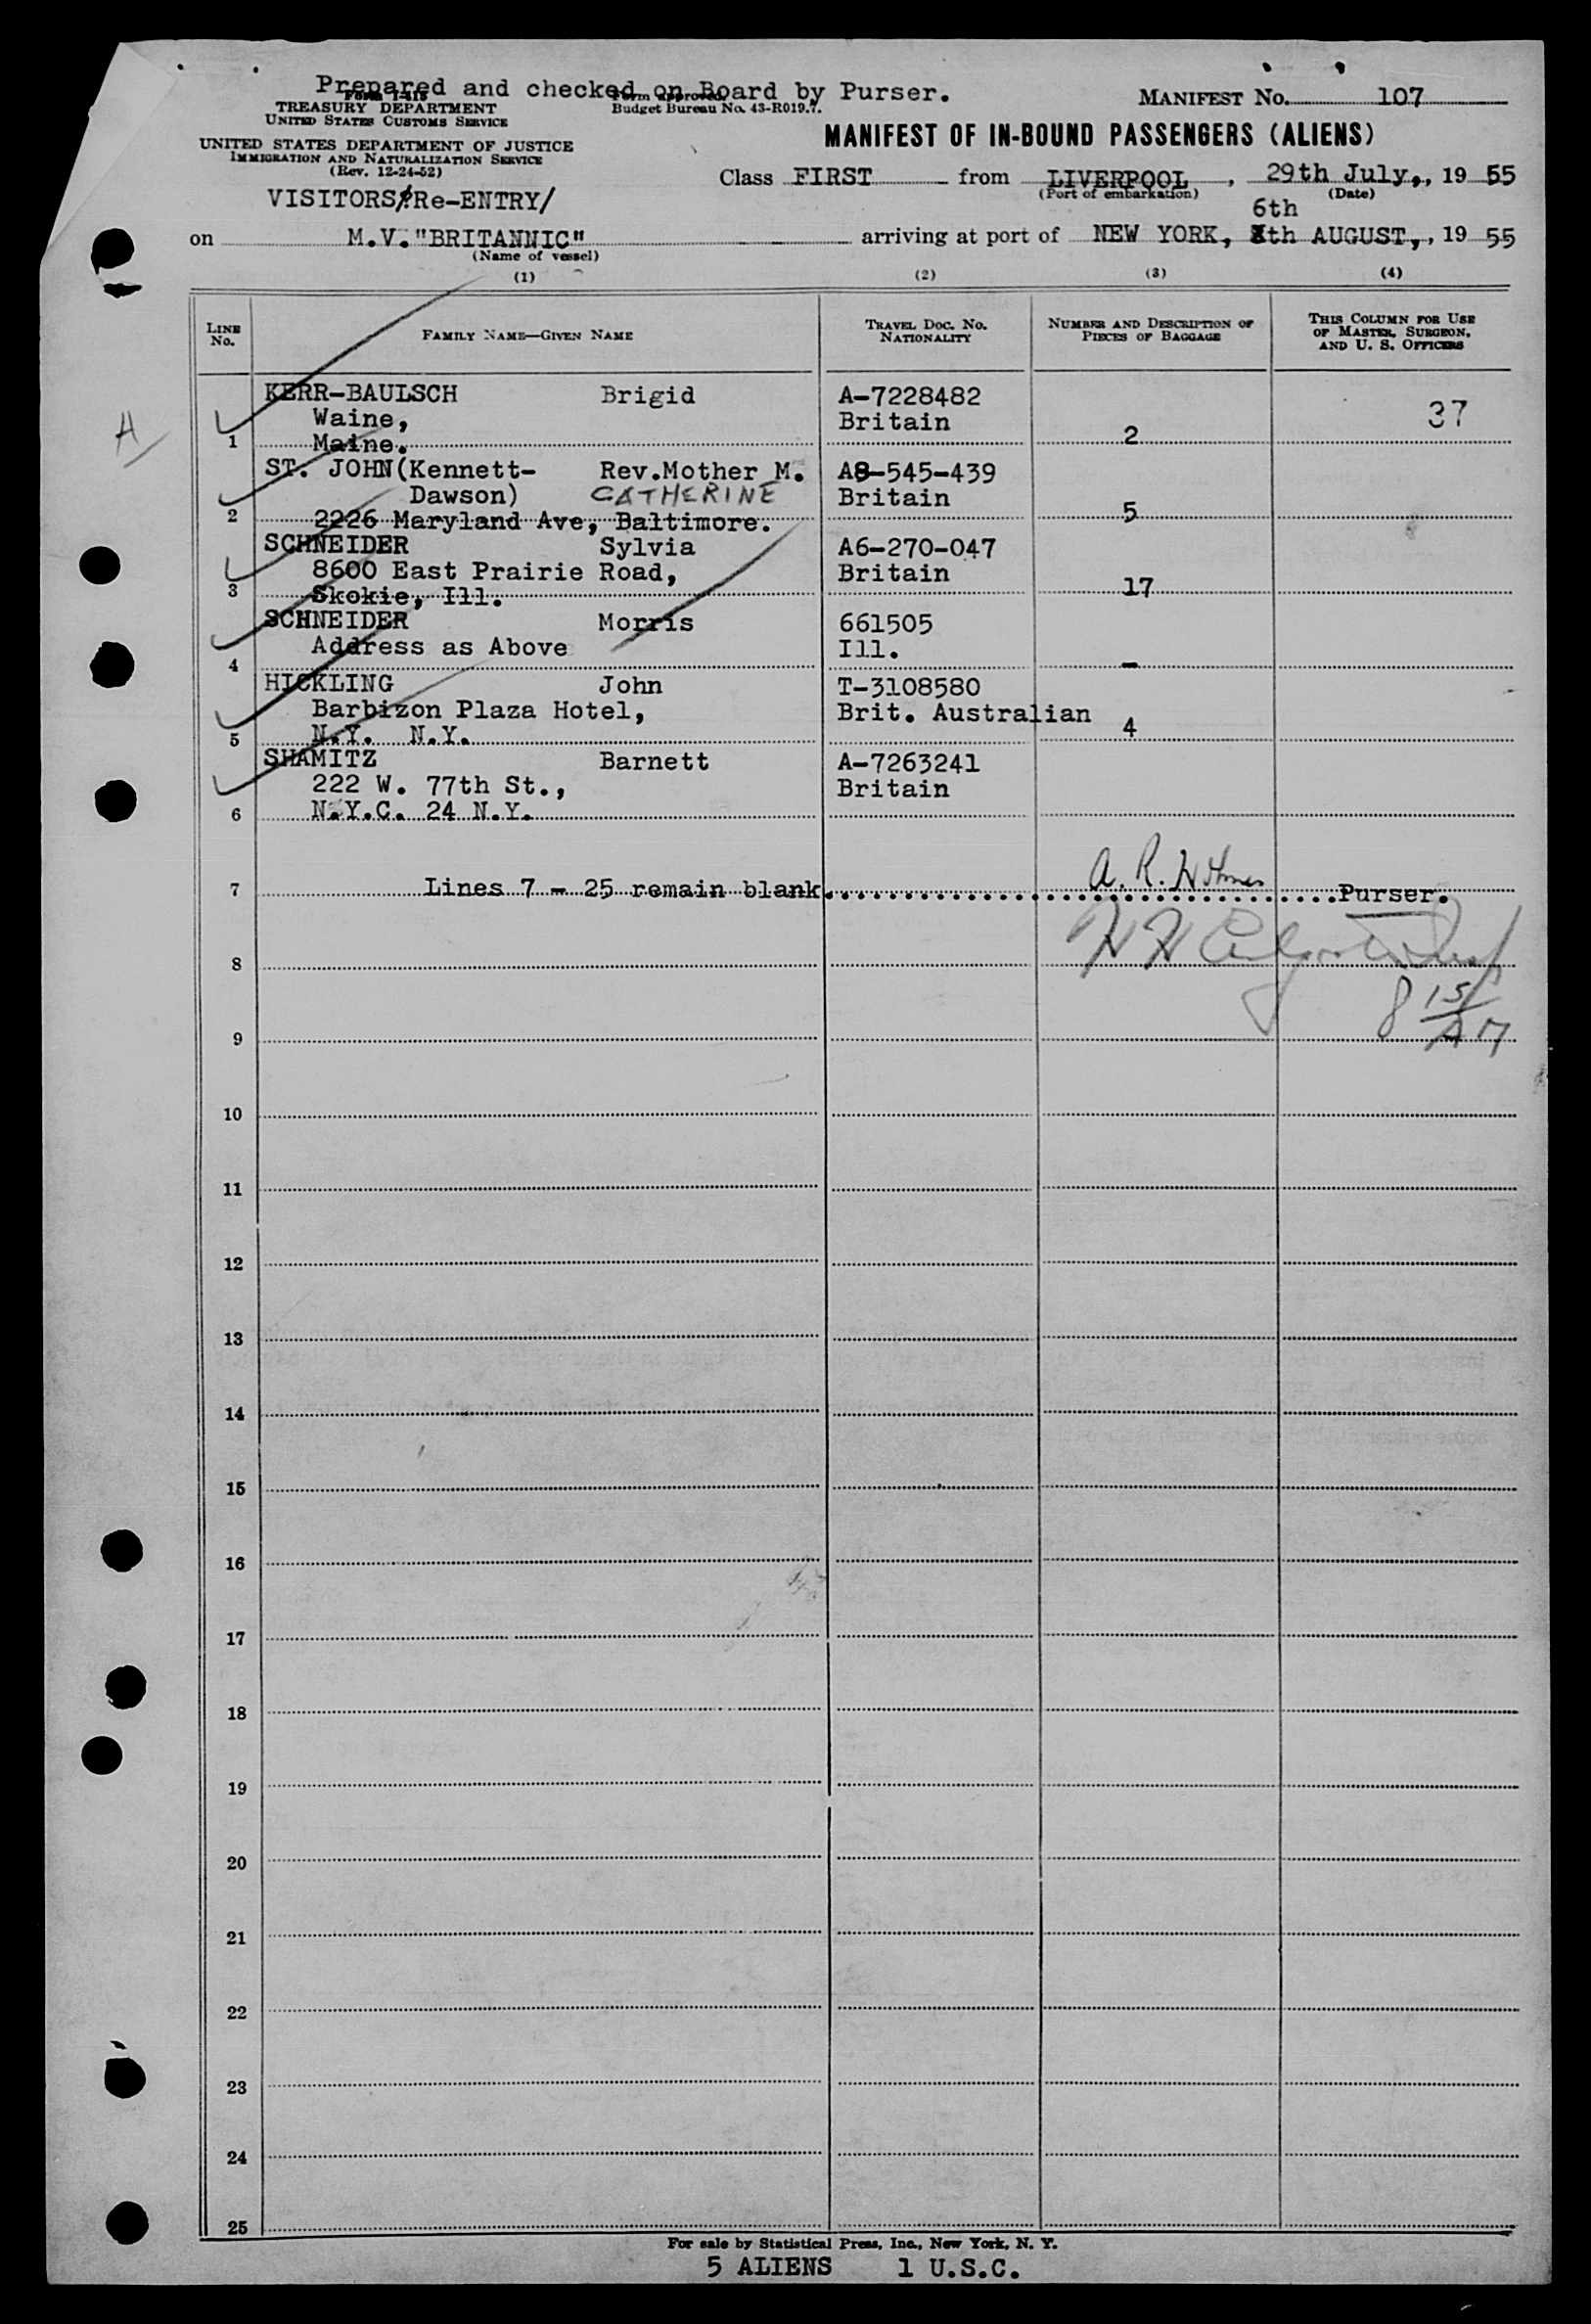 Prepared and checked on Board by Purser.
Form I-415
TREASURY DEPARTMENT
UNITED STATES CUSTOMS SERVICE
Form approved.
Budget Bureau No. 43-R019.7.
MANIFEST No. 107
UNITED STATES DEPARTMENT OF JUSTICE
IMMIGRATION AND NATURALIZATION SERVICE
(Rev. 12-24-52)
MANIFEST OF IN-BOUND PASSENGERS (ALIENS)
Class FIRST from LIVERPOOL, 29th July,, 19 55
(Port of embarkation) (Date)
VISITORS/Re-ENTRY/
6th
on M.V."BRITANNIC" arriving at port of NEW YORK, th AUGUST,, 19 55
(Name of vessel)
(1) (2) (3) (4)
LINE No. FAMILY NAME—GIVEN NAME TRAVEL DOC. No. NATIONALITY NUMBER AND DESCRIPTION OF PIECES OF BAGGAGE THIS COLUMN FOR USE OF MASTER, SURGEON, AND U. S. OFFICERS
KERR-BAULSCH Brigid A-7228482
Waine, Britain 37
A
1 Maine. 2
ST. JOHN(Kennett- Rev.Mother M. A8-545-439
Dawson) CATHERINE Britain
2 2226 Maryland Ave, Baltimore. 5
SCHNEIDER Sylvia A6-270-047
8600 East Prairie Road, Britain
3 Skokie, Ill. 17
SCHNEIDER Morris 661505
Address as Above Ill.
4 -
HICKLING John T-3108580
Barbizon Plaza Hotel, Brit. Australian
5 N.Y. N.Y. 4
SHAMITZ Barnett A-7263241
222 W. 77th St., Britain
6 N.Y.C. 24 N.Y.
7 Lines 7 - 25 remain blank A. R. Purser.
8
8 15/AM
9
10
11
12
13
14
15
16
17
18
19
20
21
22
23
24
25
For sale by Statistical Press, Inc., New York, N. Y.
5 ALIENS 1 U.S.C.